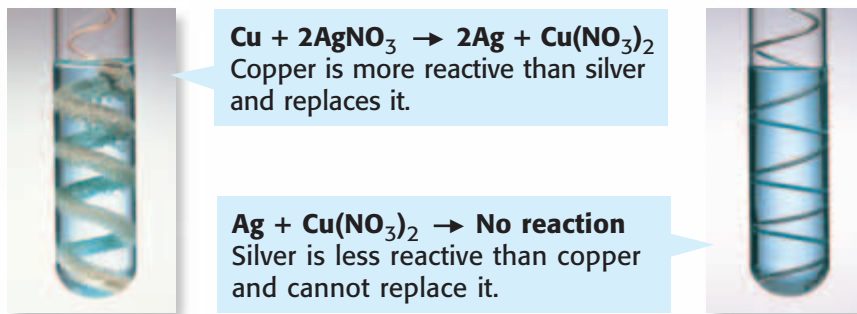 Cu + 2AgNO₃ → 2Ag + Cu(NO₃)₂
Copper is more reactive than silver
and replaces it.
Ag + Cu(NO₃)₂ → No reaction
Silver is less reactive than copper
and cannot replace it.